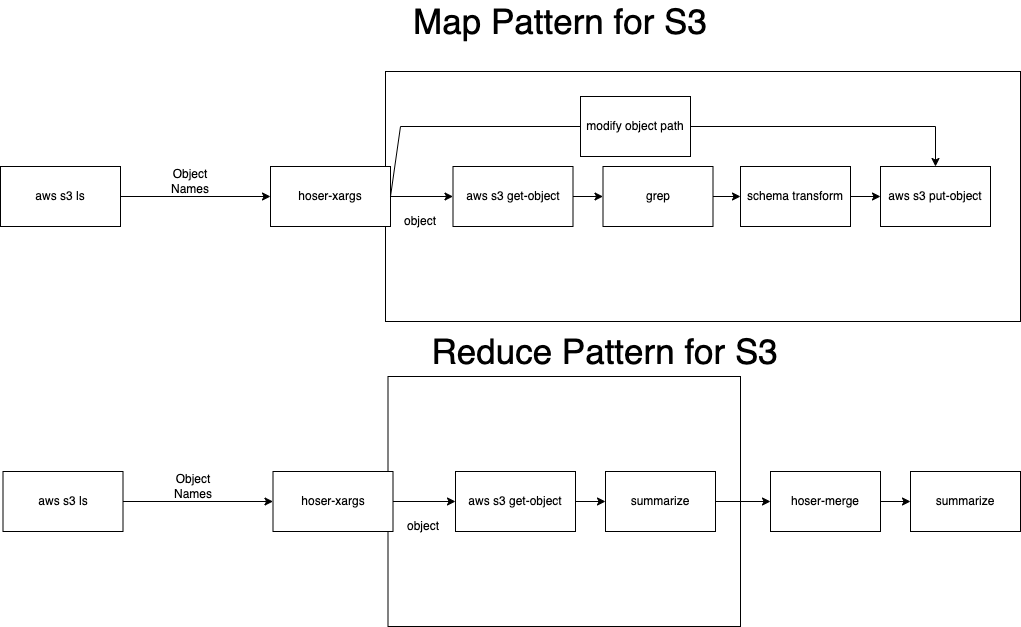 Map Pattern for S3
modify object path
aws s3 ls
Object
Names
hoser-xargs
object
aws s3 get-object
grep
schema transform
aws s3 put-object
Reduce Pattern for S3
aws s3 ls
Object
Names
hoser-xargs
object
aws s3 get-object
summarize
hoser-merge
summarize